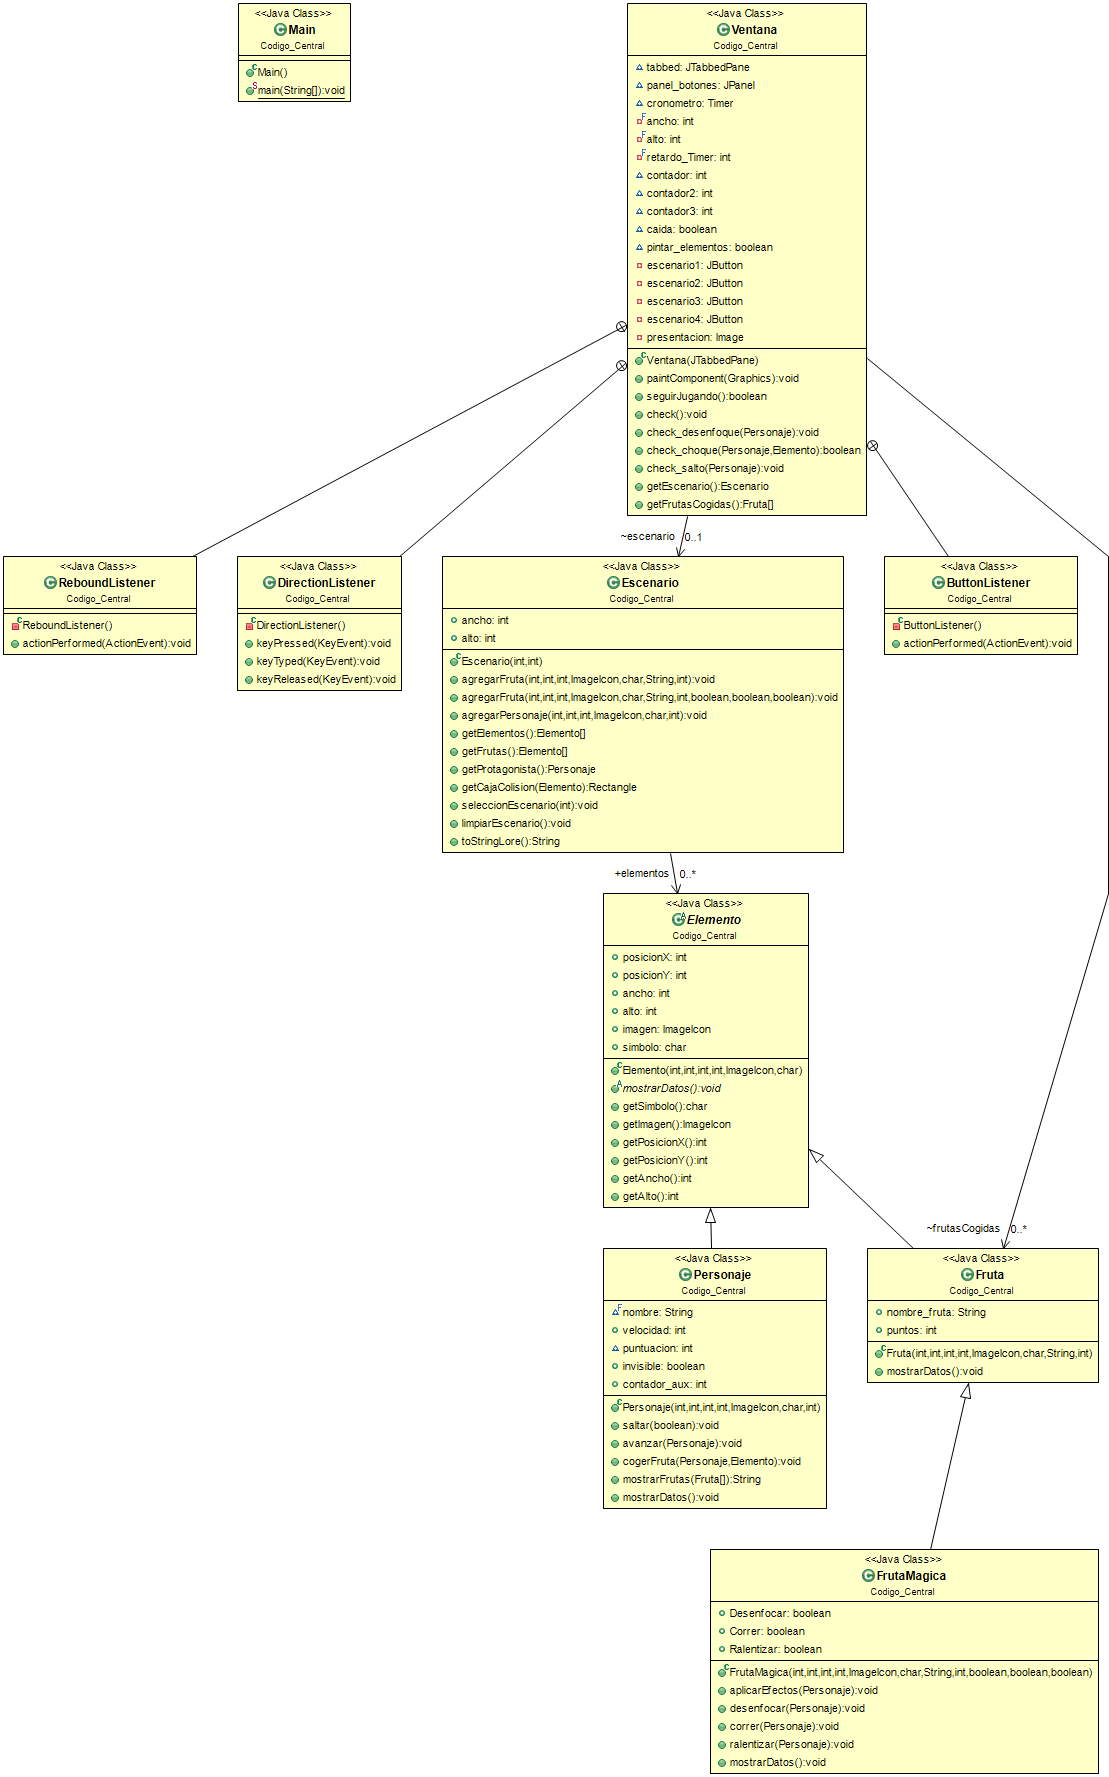 <<Java Class>>
Main
Codigo_Central
Main()
main(String[]):void
<<Java Class>>
Ventana
Codigo_Central
tabbed: JTabbedPane
panel_botones: JPanel
cronometro: Timer
ancho: int
alto: int
retardo_Timer: int
contador: int
contador2: int
contador3: int
caida: boolean
pintar_elementos: boolean
escenario1: JButton
escenario2: JButton
escenario3: JButton
escenario4: JButton
presentacion: Image
Ventana(JTabbedPane)
paintComponent(Graphics):void
seguirJugando():boolean
check():void
check_desenfoque(Personaje):void
check_choque(Personaje,Elemento):boolean
check_salto(Personaje):void
getEscenario():Escenario
getFrutasCogidas():Fruta[]
~escenario 0..1
<<Java Class>>
ReboundListener
Codigo_Central
ReboundListener()
actionPerformed(ActionEvent):void
<<Java Class>>
DirectionListener
Codigo_Central
DirectionListener()
keyPressed(KeyEvent):void
keyTyped(KeyEvent):void
keyReleased(KeyEvent):void
<<Java Class>>
Escenario
Codigo_Central
ancho: int
alto: int
Escenario(int,int)
agregarFruta(int,int,int,ImageIcon,char,String,int):void
agregarFruta(int,int,int,ImageIcon,char,String,int,boolean,boolean,boolean):void
agregarPersonaje(int,int,int,ImageIcon,char,int):void
getElementos():Elemento[]
getFrutas():Elemento[]
getProtagonista():Personaje
getCajaColision(Elemento):Rectangle
seleccionEscenario(int):void
limpiarEscenario():void
toStringLore():String
<<Java Class>>
ButtonListener
Codigo_Central
ButtonListener()
actionPerformed(ActionEvent):void
+elementos 0..*
<<Java Class>>
Elemento
Codigo_Central
posicionX: int
posicionY: int
ancho: int
alto: int
imagen: ImageIcon
simbolo: char
Elemento(int,int,int,int,ImageIcon,char)
mostrarDatos():void
getSimbolo():char
getImagen():ImageIcon
getPosicionX():int
getPosicionY():int
getAncho():int
getAlto():int
~frutasCogidas 0..*
<<Java Class>>
Personaje
Codigo_Central
nombre: String
velocidad: int
puntuacion: int
invisible: boolean
contador_aux: int
Personaje(int,int,int,int,ImageIcon,char,int)
saltar(boolean):void
avanzar(Personaje):void
cogerFruta(Personaje,Elemento):void
mostrarFrutas(Fruta[]):String
mostrarDatos():void
<<Java Class>>
Fruta
Codigo_Central
nombre_fruta: String
puntos: int
Fruta(int,int,int,int,ImageIcon,char,String,int)
mostrarDatos():void
<<Java Class>>
FrutaMagica
Codigo_Central
Desenfocar: boolean
Correr: boolean
Ralentizar: boolean
FrutaMagica(int,int,int,int,ImageIcon,char,String,int,boolean,boolean,boolean)
aplicarEfectos(Personaje):void
desenfocar(Personaje):void
correr(Personaje):void
ralentizar(Personaje):void
mostrarDatos():void